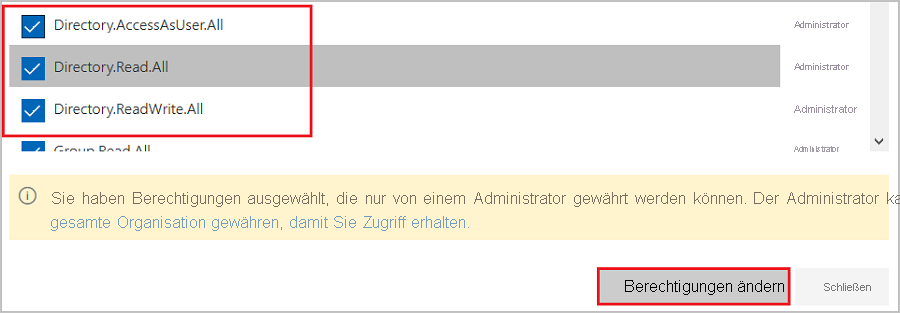 Directory.AccessAsUser.All Administrator
Directory.Read.All Administrator
Directory.ReadWrite.All Administrator
Group.Read.All Administrator
Sie haben Berechtigungen ausgewählt, die nur von einem Administrator gewährt werden können. Der Administrator ka
gesamte Organisation gewähren, damit Sie Zugriff erhalten.
Berechtigungen ändern Schließen